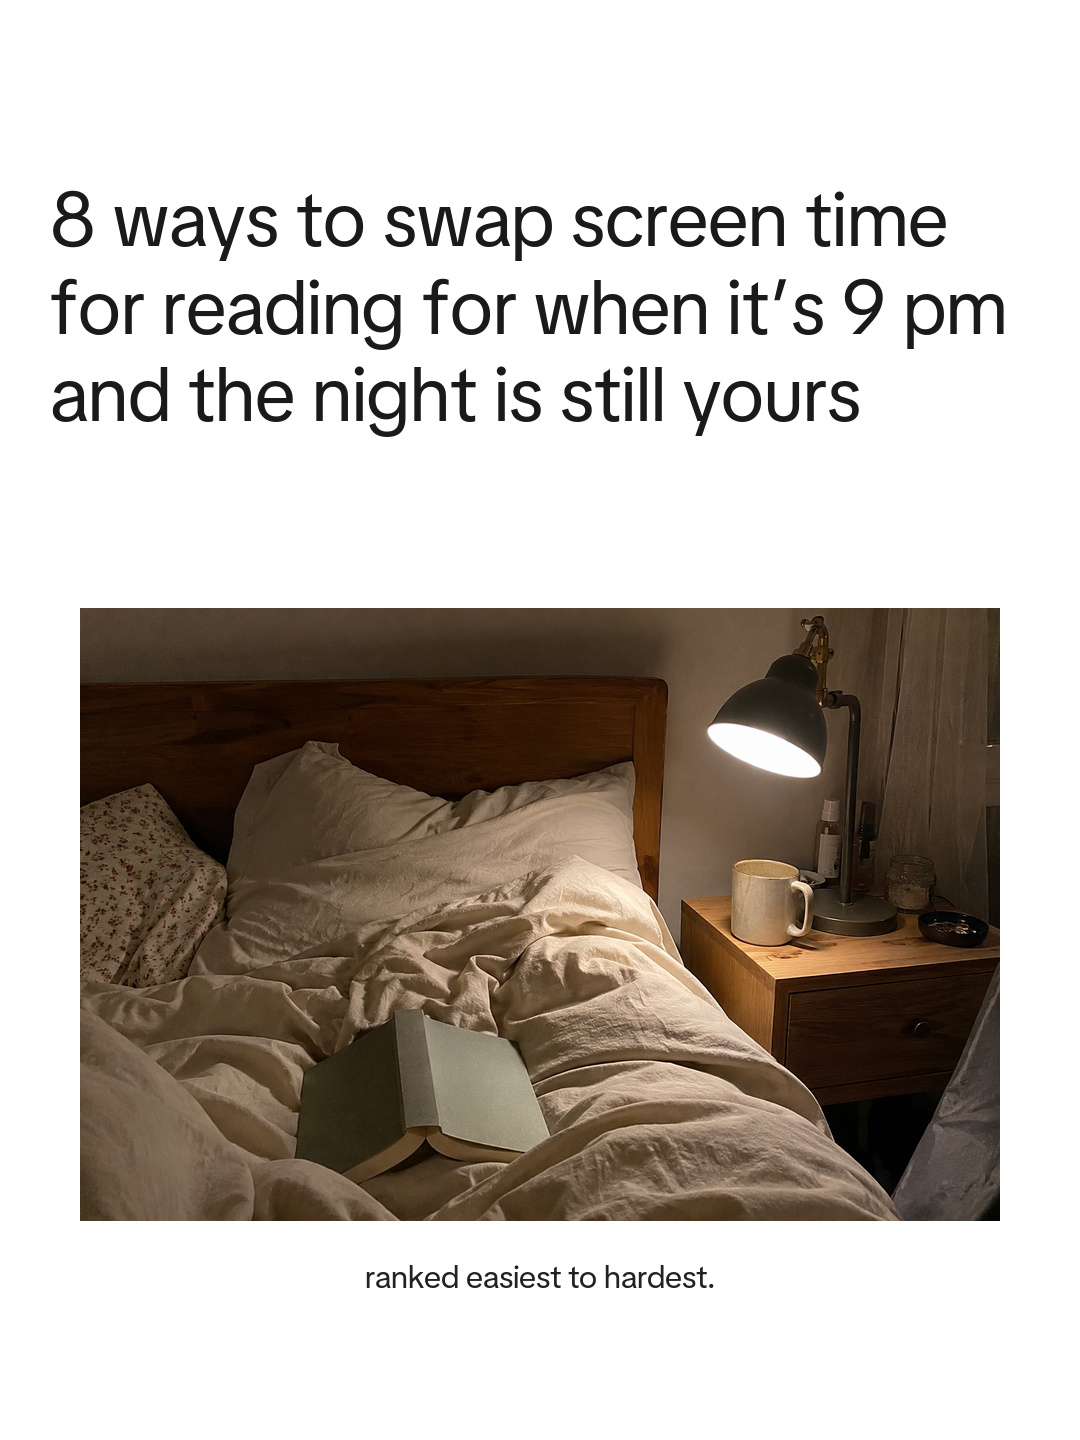 8 ways to swap screen time
for reading for when it’s 9 pm
and the night is still yours
ranked easiest to hardest.